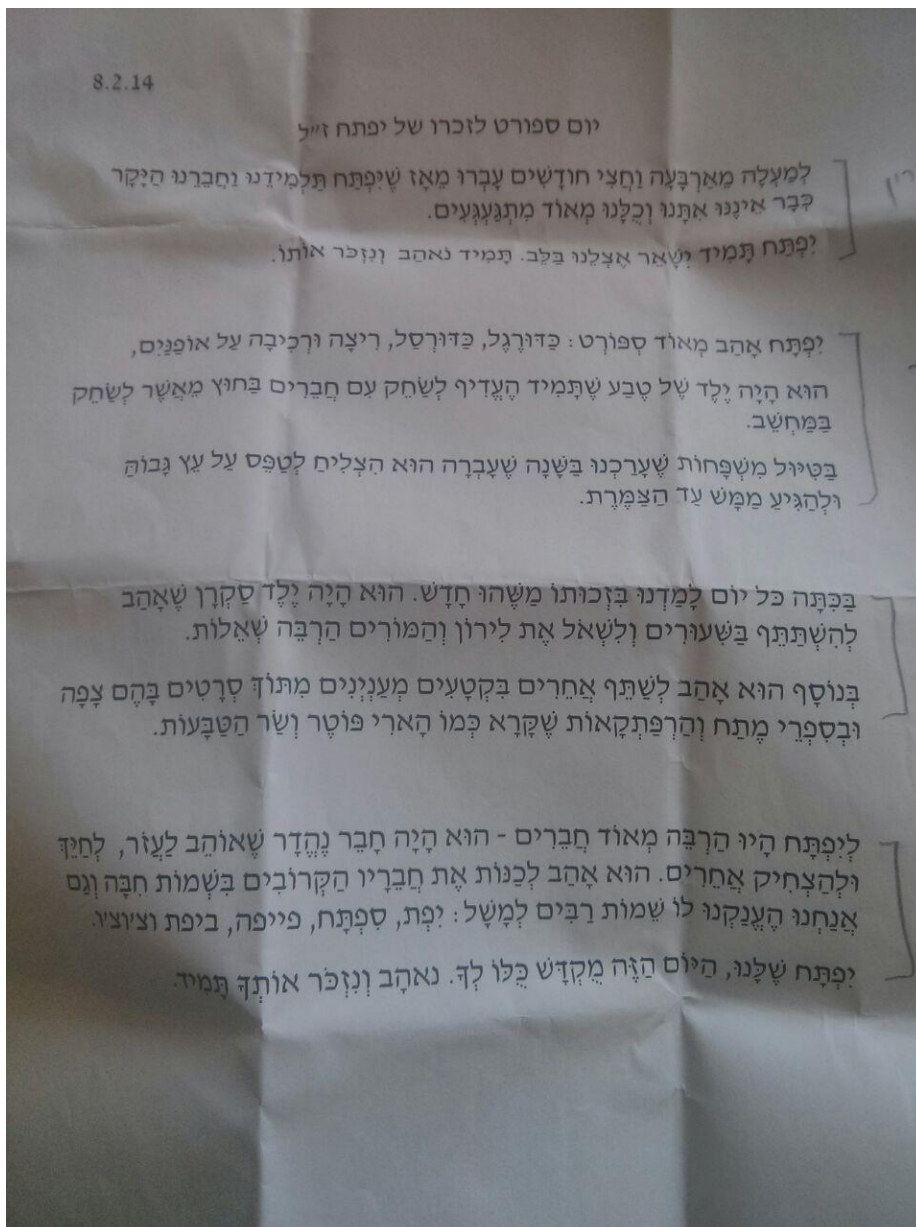 8.2.14
יום ספורט לזכרו של יפתח ז"ל
לְמַעְלָה מֵאַרְבָּעָה וַחֲצִי חוֹדָשִׁים עָבְרוּ מֵאָז שֶׁיִּפְתַּח תַּלְמִידֵנוּ וַחֲבֵרֵנוּ הַיָּקָר
כְּבָר אֵינֶנּוּ אִתָּנוּ וְכֻלָּנוּ מְאוֹד מִתְגַּעְגְּעִים.
יִפְתַּח תָּמִיד יִשָּׁאֵר אֶצְלֵנוּ בַּלֵּב. תָּמִיד נֹאהַב וְנִזְכֹּר אוֹתוֹ.
יִפְתָּח אָהַב מְאוֹד סְפּוֹרְט: כַּדּוּרֶגֶל, כַּדּוּרְסַל, רִיצָה וּרְכִיבָה עַל אוֹפַנַּיִם,
הוּא הָיָה יֶלֶד שֶׁל טֶבַע שֶׁתָּמִיד הֶעֱדִיף לְשַׂחֵק עִם חֲבֵרִים בַּחוּץ מֵאֲשֶׁר לְשַׂחֵק
בַּמַּחְשֵׁב.
בַּטִּיּוּל מִשְׁפָּחוֹת שֶׁעָרַכְנוּ בַּשָּׁנָה שֶׁעָבְרָה הוּא הִצְלִיחַ לְטַפֵּס עַל עֵץ גָּבוֹהַּ
וּלְהַגִּיעַ מַמָּשׁ עַד הַצַּמֶּרֶת.
בַּכִּתָּה כל יוֹם לָמַדְנוּ בִּזְכוּתוֹ מַשֶּׁהוּ חָדָשׁ. הוּא הָיָה יֶלֶד סַקְרָן שֶׁאָהַב
לְהִשְׁתַּתֵּף בַּשִּׁעוּרִים וְלִשְׁאֹל אֶת לִירוֹן וְהַמּוֹרִים הַרְבֵּה שְׁאֵלוֹת.
בְּנוֹסָף הוּא אָהַב לְשַׁתֵּף אֲחֵרִים בִּקְטָעִים מְעַנְיְנִים מִתּוֹךְ סְרָטִים בָּהֶם צָפָה
וּבְסִפְרֵי מֶתַח וְהַרְפַּתְקָאוֹת שֶׁקָּרָא כְּמוֹ הָארִי פּוֹטֶר וְשַׂר הַטַּבָּעוֹת.
לְיִפְתָּח הָיוּ הַרְבֵּה מְאוֹד חֲבֵרִים - הוּא הָיָה חָבֵר נֶהֱדָר שֶׁאוֹהֵב לַעֲזֹר, לְחַיֵּךְ
וּלְהַצְחִיק אֲחֵרִים. הוּא אָהַב לְכַנּוֹת אֶת חֲבֵרָיו הַקְּרוֹבִים בִּשְׁמוֹת חִבָּה וְגַם
אֲנַחְנוּ הֶעֱנַקְנוּ לוֹ שֵׁמוֹת רַבִּים לְמָשָׁל: יִפְת, סִפְתָּח, פייפה, ביפת וצ'וצ'ו.
יִפְתָּח שֶׁלָּנוּ, הַיּוֹם הַזֶּה מֻקְדָּשׁ כֻּלּוֹ לְךָ. נאהָב וְנִזְכֹּר אוֹתְךָ תָּמִיד.